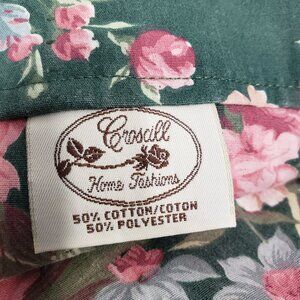 Croscill
Home Fashions
50% COTTON/COTON
50% POLYESTER